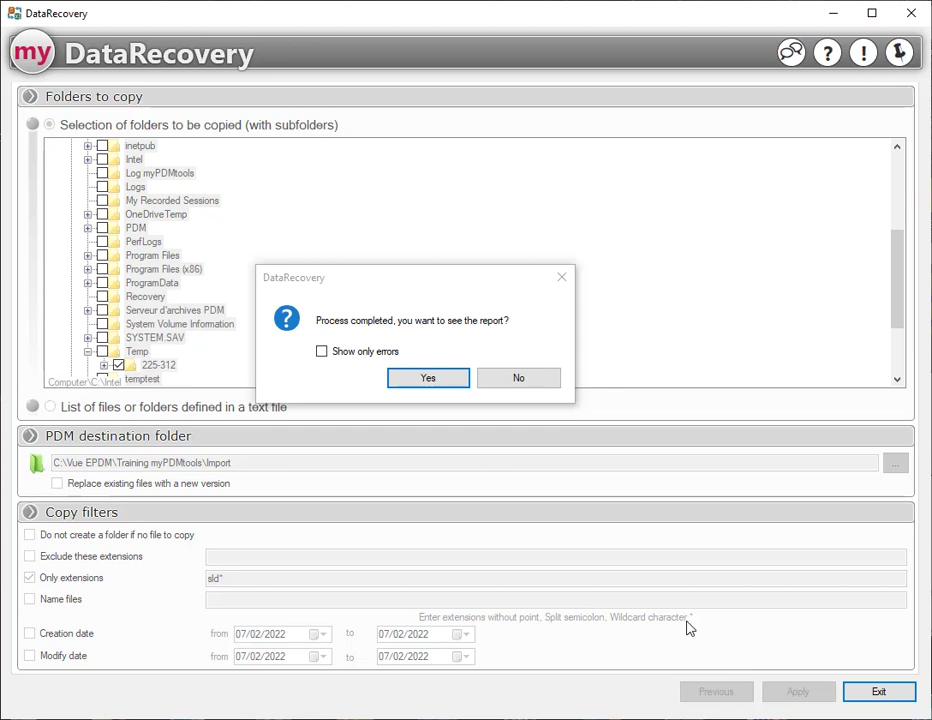 DataRecovery
my DataRecovery
Folders to copy
Selection of folders to be copied (with subfolders)
inetpub
Intel
Log myPDMtools
Logs
My Recorded Sessions
OneDriveTemp
PDM
PerfLogs
Program Files
Program Files (x86)
ProgramData
Recovery
Serveur d'archives PDM
System Volume Information
SYSTEM.SAV
Temp
225-312
temptest
Computer\C:\Intel
DataRecovery
Process completed, you want to see the report?
Show only errors
Yes No
List of files or folders defined in a text file
PDM destination folder
C:\Vue EPDM\Training myPDMtools\Import
...
Replace existing files with a new version
Copy filters
Do not create a folder if no file to copy
Exclude these extensions
Only extensions sld*
Name files
Enter extensions without point, Split semicolon, Wildcard character *
Creation date from 07/02/2022 to 07/02/2022
Modify date from 07/02/2022 to 07/02/2022
Previous Apply Exit